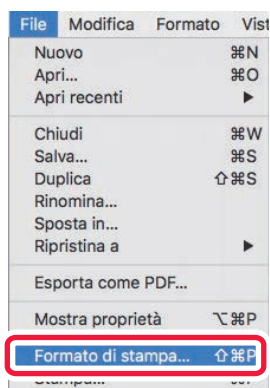 File Modifica Formato Vist
Nuovo ⌘N
Apri... ⌘O
Apri recenti ▶
Chiudi ⌘W
Salva... ⌘S
Duplica ⇧⌘S
Rinomina...
Sposta in...
Ripristina a ▶
Esporta come PDF...
Mostra proprietà ⌥⌘P
Formato di stampa... ⇧⌘P